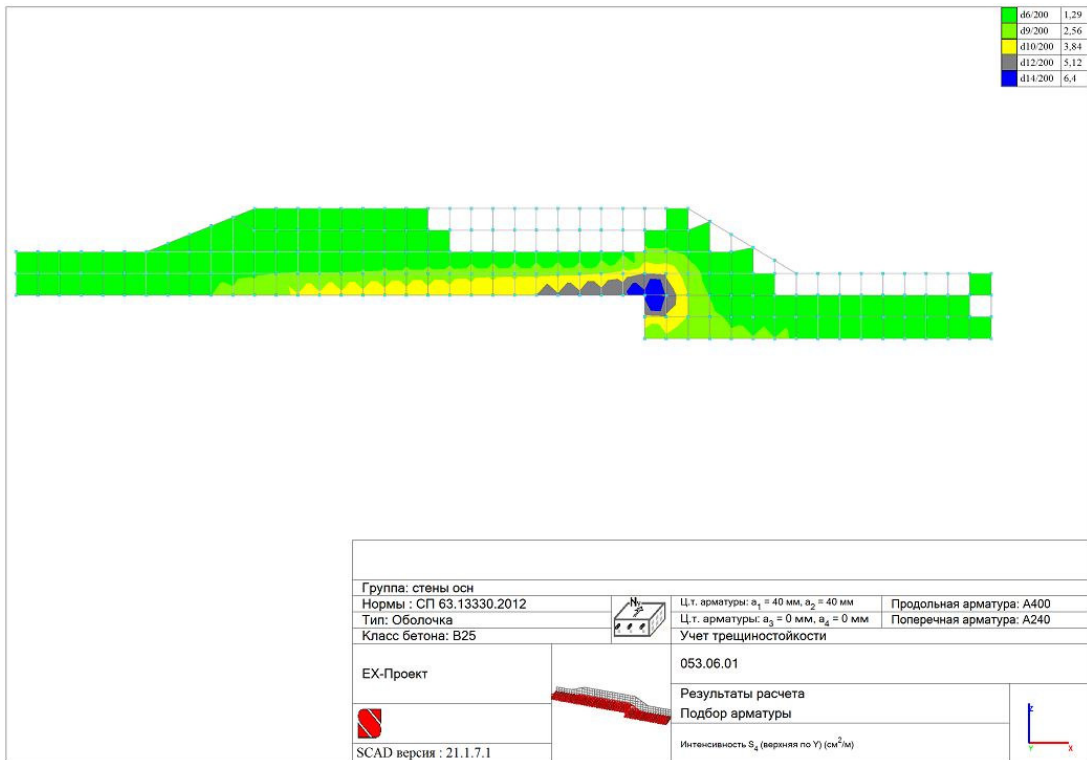 d6/200 1,29
d9/200 2,56
d10/200 3,84
d12/200 5,12
d14/200 6,4
Группа: стены осн
Нормы : СП 63.13330.2012
Тип: Оболочка
Класс бетона: B25
Ny
Ц.т. арматуры: a1 = 40 мм, a2 = 40 мм
Продольная арматура: А400
Ц.т. арматуры: a3 = 0 мм, a4 = 0 мм
Поперечная арматура: А240
Учет трещиностойкости
EX-Проект
053.06.01
Результаты расчета
Подбор арматуры
Интенсивность S4 (верхняя по Y) (см2/м)
SCAD версия : 21.1.7.1
Z
Y
X